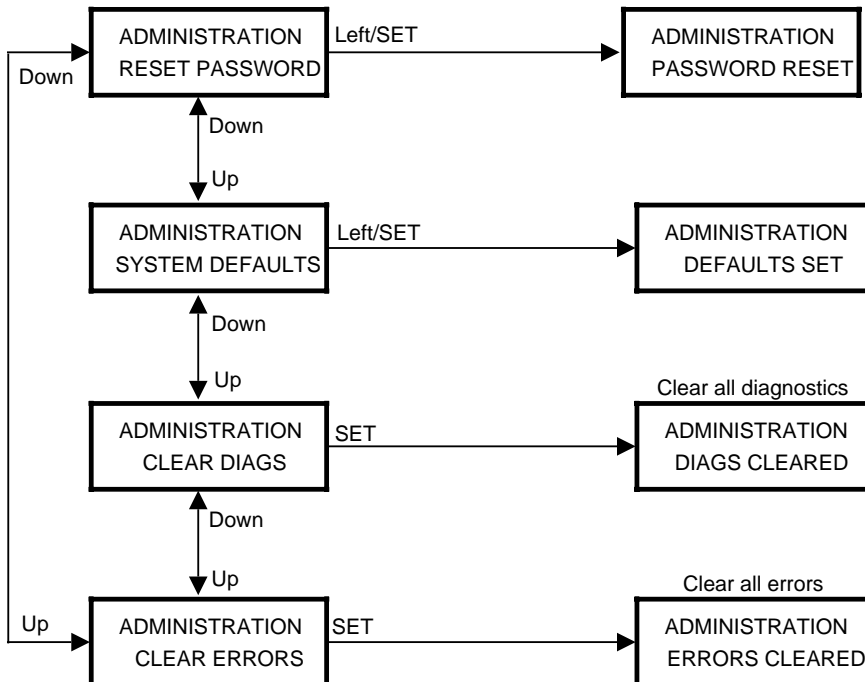 ADMINISTRATION
RESET PASSWORD
Left/SET
ADMINISTRATION
PASSWORD RESET
Down
Down
Up
ADMINISTRATION
SYSTEM DEFAULTS
Left/SET
ADMINISTRATION
DEFAULTS SET
Down
Up
Clear all diagnostics
ADMINISTRATION
CLEAR DIAGS
SET
ADMINISTRATION
DIAGS CLEARED
Down
Up
Clear all errors
Up
ADMINISTRATION
CLEAR ERRORS
SET
ADMINISTRATION
ERRORS CLEARED